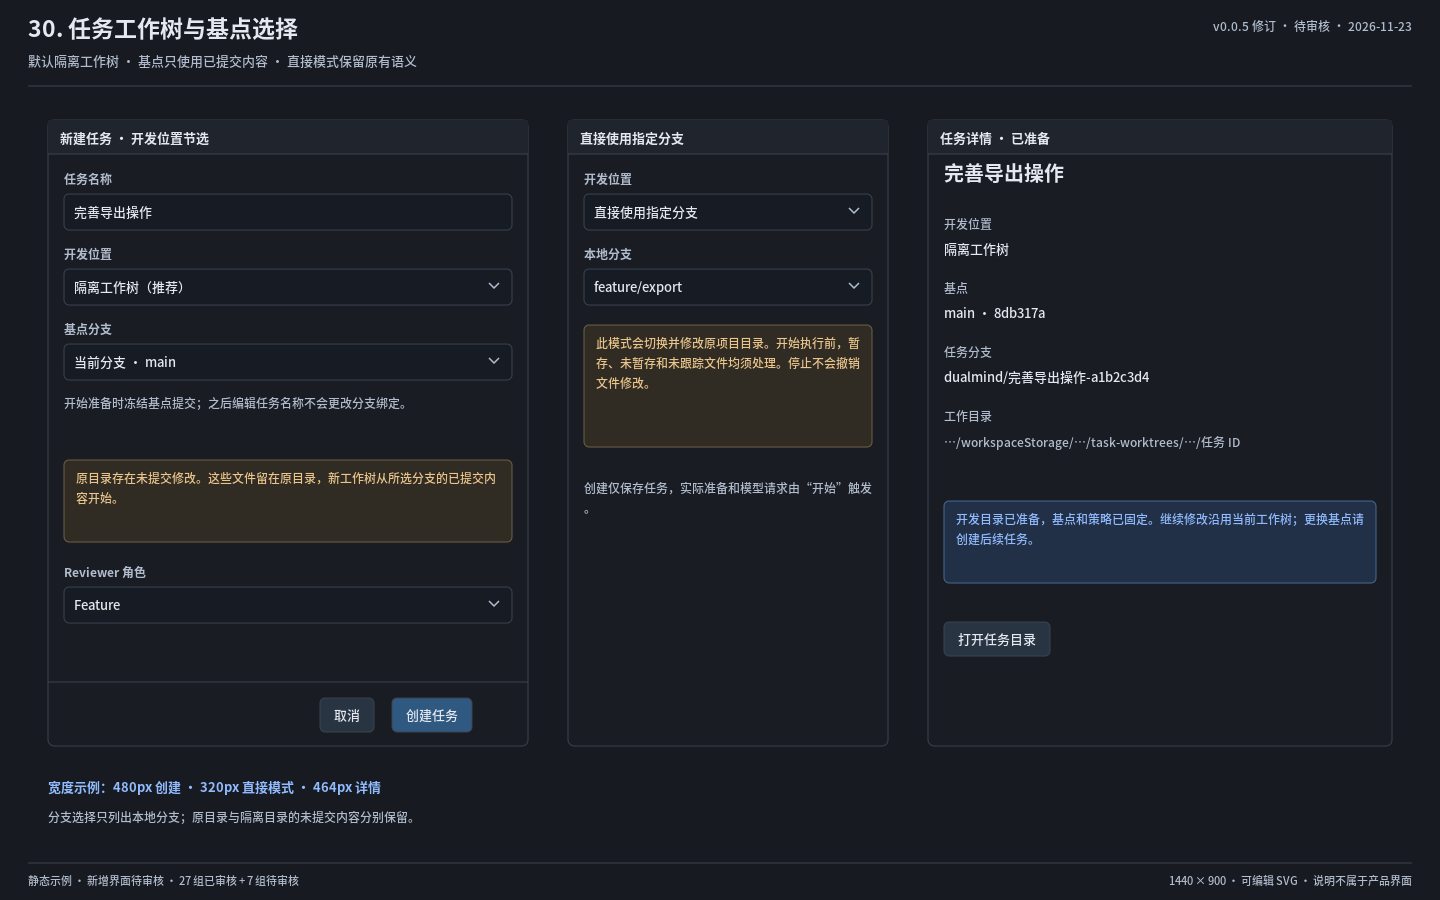 30. 任务工作树与基点选择
v0.0.5 修订 · 待审核 · 2026-11-23
默认隔离工作树 · 基点只使用已提交内容 · 直接模式保留原有语义
新建任务 · 开发位置节选
任务名称
完善导出操作
开发位置
隔离工作树（推荐）
基点分支
当前分支 · main
开始准备时冻结基点提交；之后编辑任务名称不会更改分支绑定。
原目录存在未提交修改。这些文件留在原目录，新工作树从所选分支的已提交内
容开始。
Reviewer 角色
Feature
取消
创建任务
直接使用指定分支
开发位置
直接使用指定分支
本地分支
feature/export
此模式会切换并修改原项目目录。开始执行前，暂
存、未暂存和未跟踪文件均须处理。停止不会撤销
文件修改。
创建仅保存任务，实际准备和模型请求由“开始”触发
。
任务详情 · 已准备
完善导出操作
开发位置
隔离工作树
基点
main · 8db317a
任务分支
dualmind/完善导出操作-a1b2c3d4
工作目录
…/workspaceStorage/…/task-worktrees/…/任务 ID
开发目录已准备，基点和策略已固定。继续修改沿用当前工作树；更换基点请
创建后续任务。
打开任务目录
宽度示例：480px 创建 · 320px 直接模式 · 464px 详情
分支选择只列出本地分支；原目录与隔离目录的未提交内容分别保留。
静态示例 · 新增界面待审核 · 27 组已审核 + 7 组待审核
1440 × 900 · 可编辑 SVG · 说明不属于产品界面